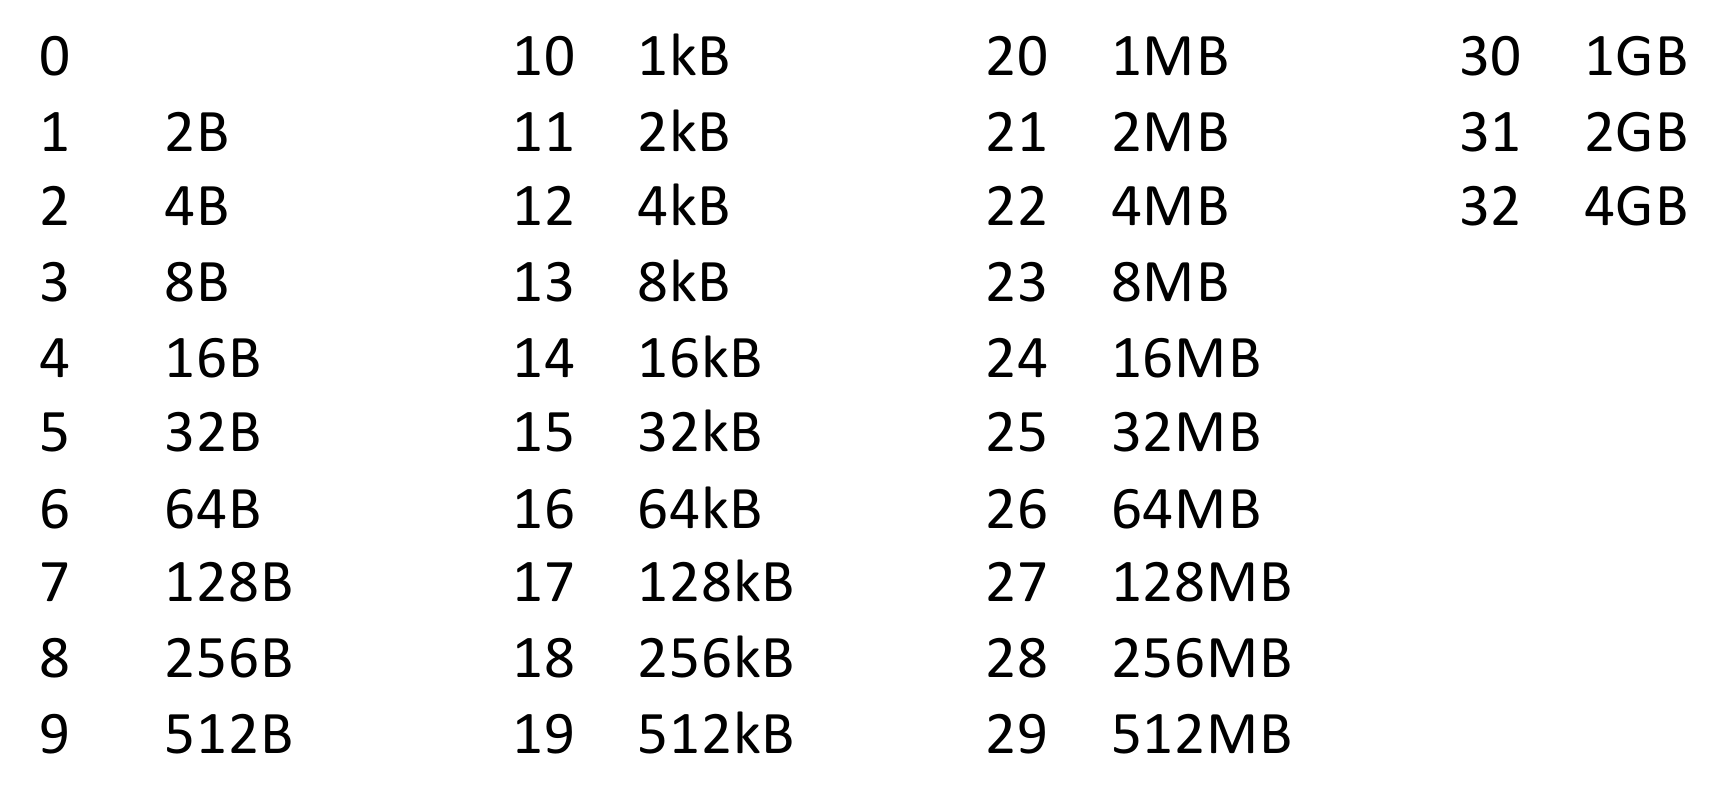 0 10 1kB 20 1MB 30 1GB
1 2B 11 2kB 21 2MB 31 2GB
2 4B 12 4kB 22 4MB 32 4GB
3 8B 13 8kB 23 8MB
4 16B 14 16kB 24 16MB
5 32B 15 32kB 25 32MB
6 64B 16 64kB 26 64MB
7 128B 17 128kB 27 128MB
8 256B 18 256kB 28 256MB
9 512B 19 512kB 29 512MB